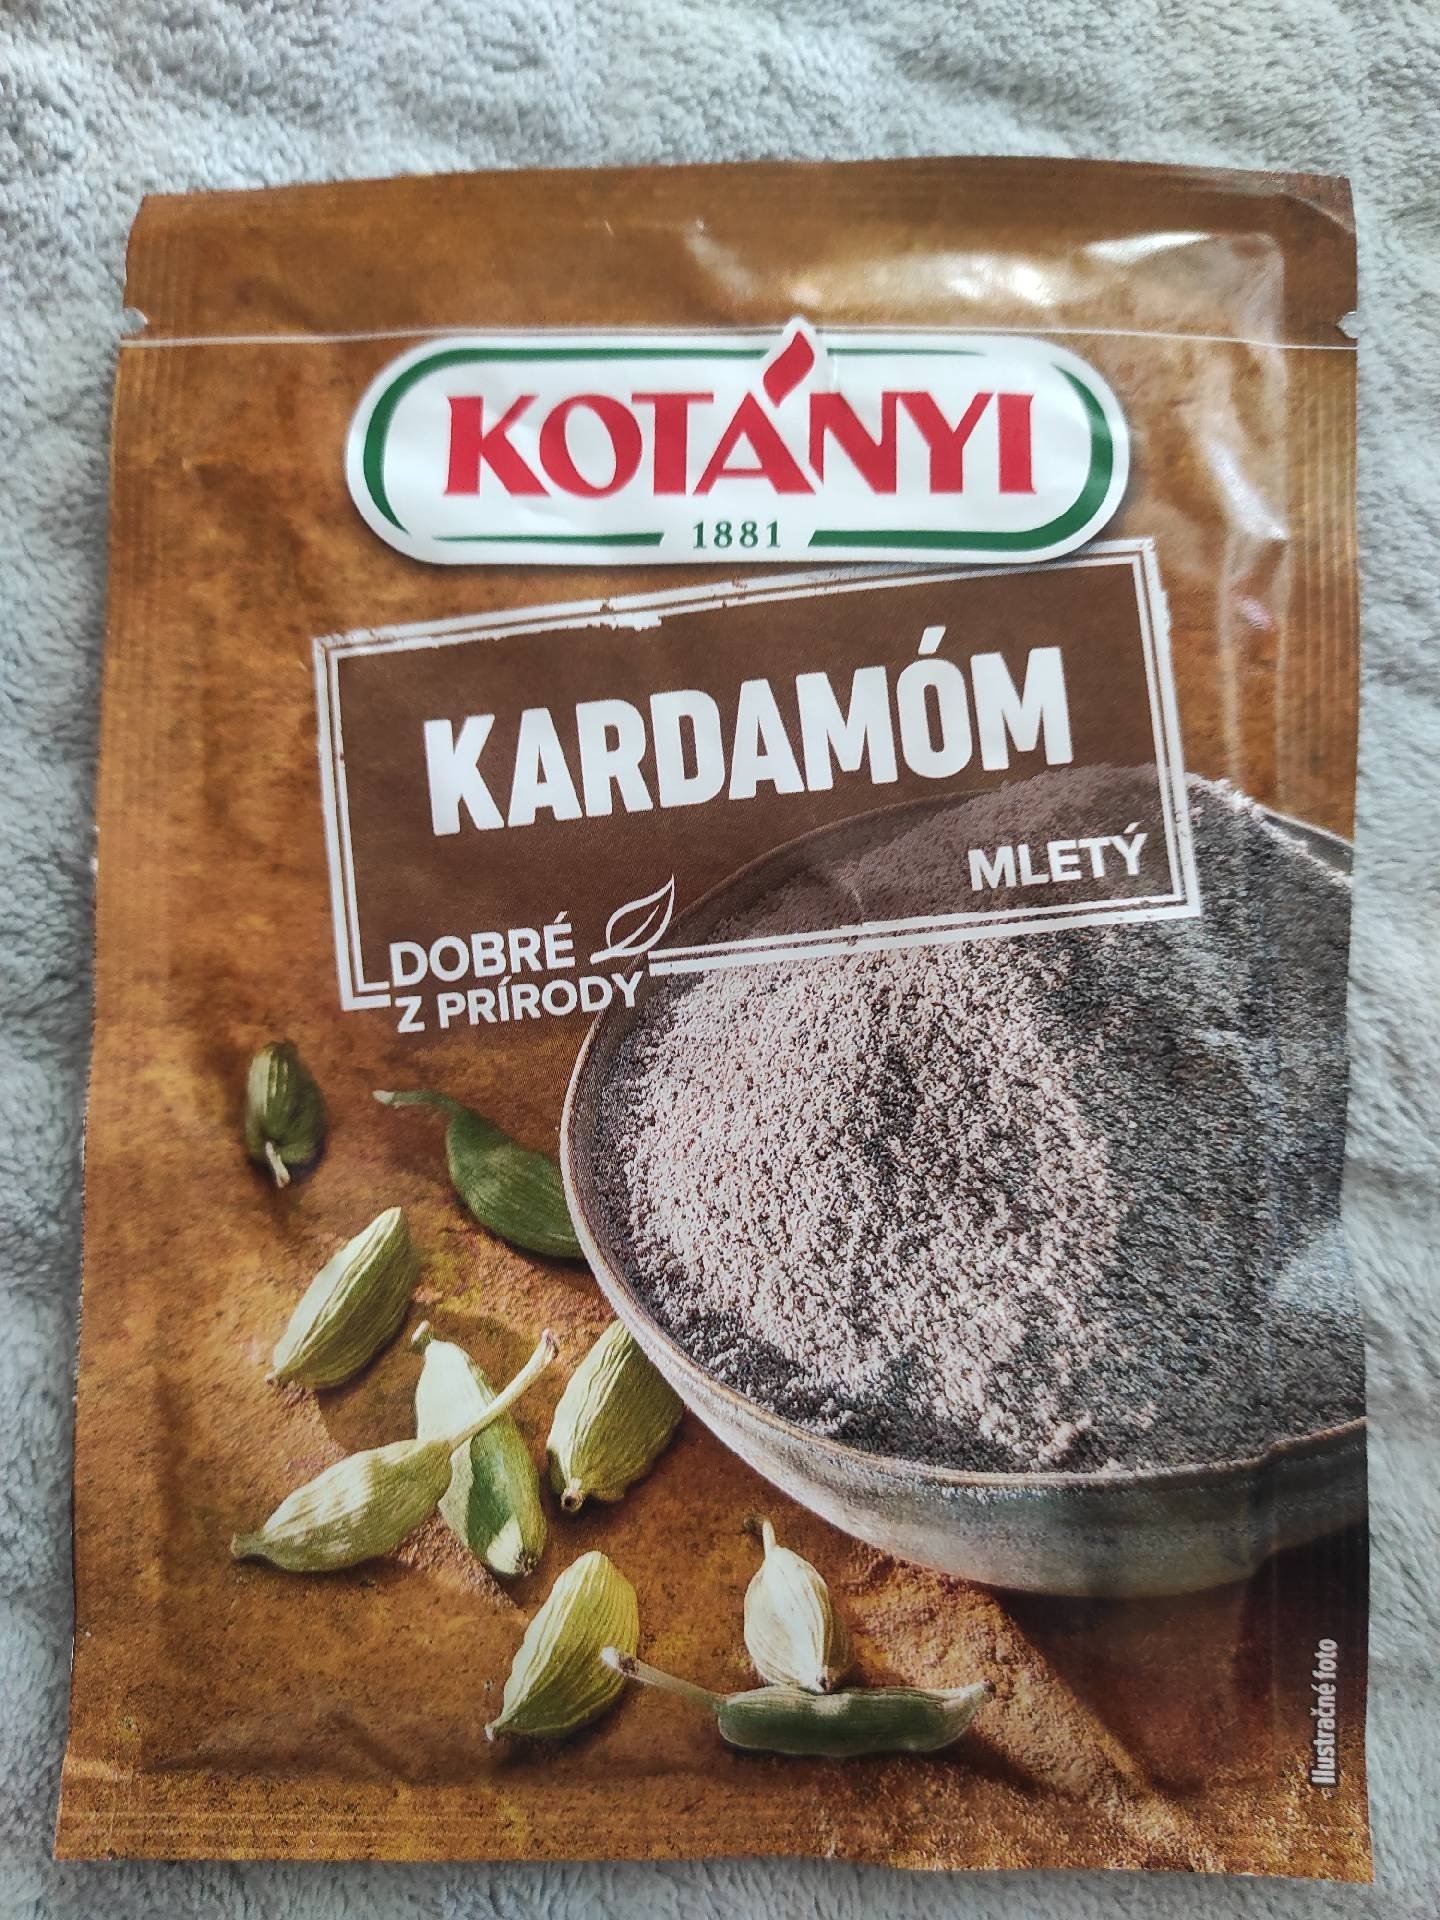 KOTÁNYI
1881
KARDAMÓM
MLETÝ
DOBRÉ
Z PRÍRODY
Ilustračné foto